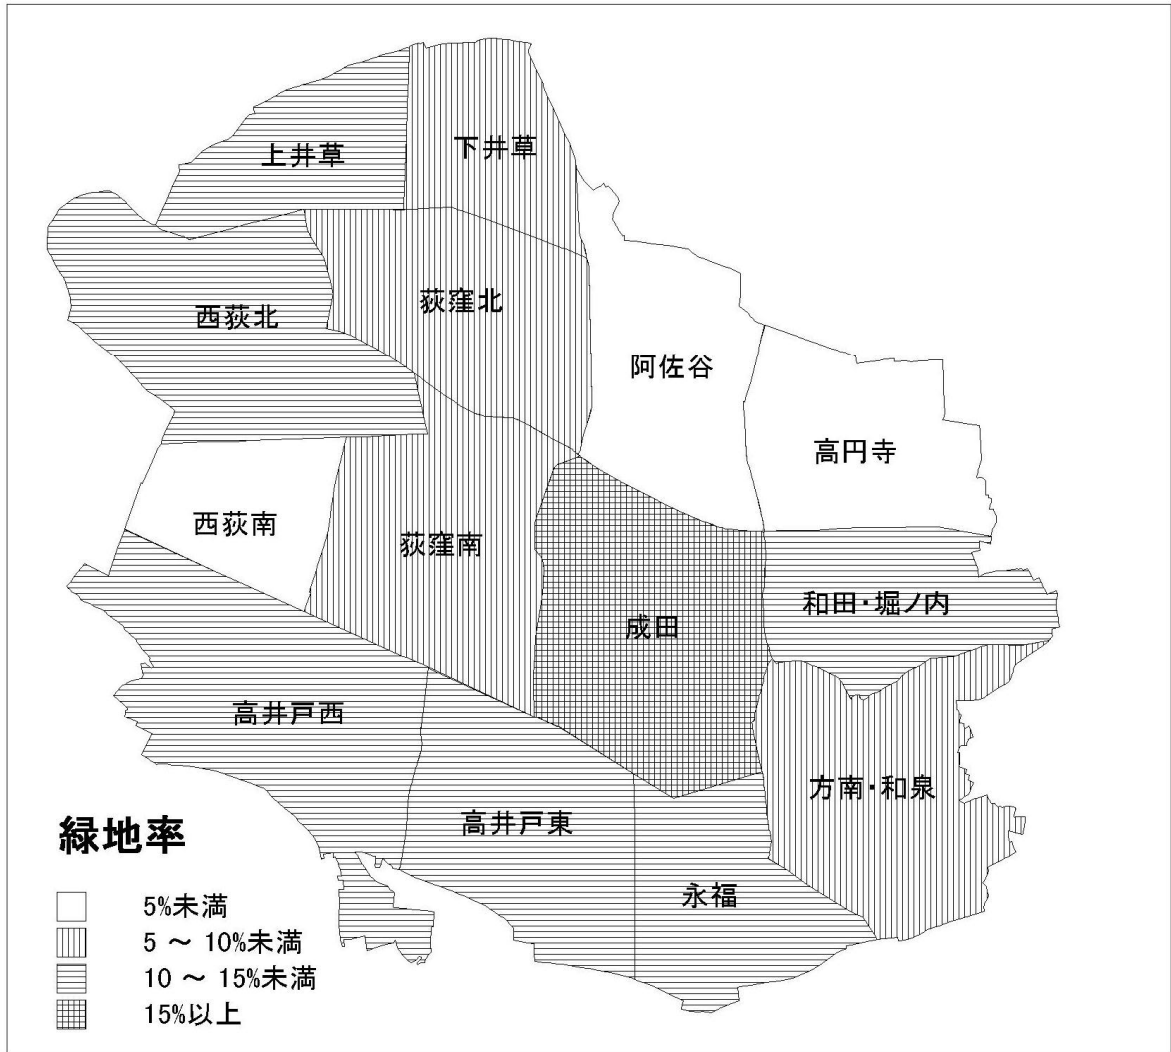 上井草
下井草
西荻北
荻窪北
阿佐谷
高円寺
西荻南
荻窪南
成田
和田・堀ノ内
高井戸西
高井戸東
方南・和泉
永福
緑地率
5%未満
5 ～ 10%未満
10 ～ 15%未満
15%以上